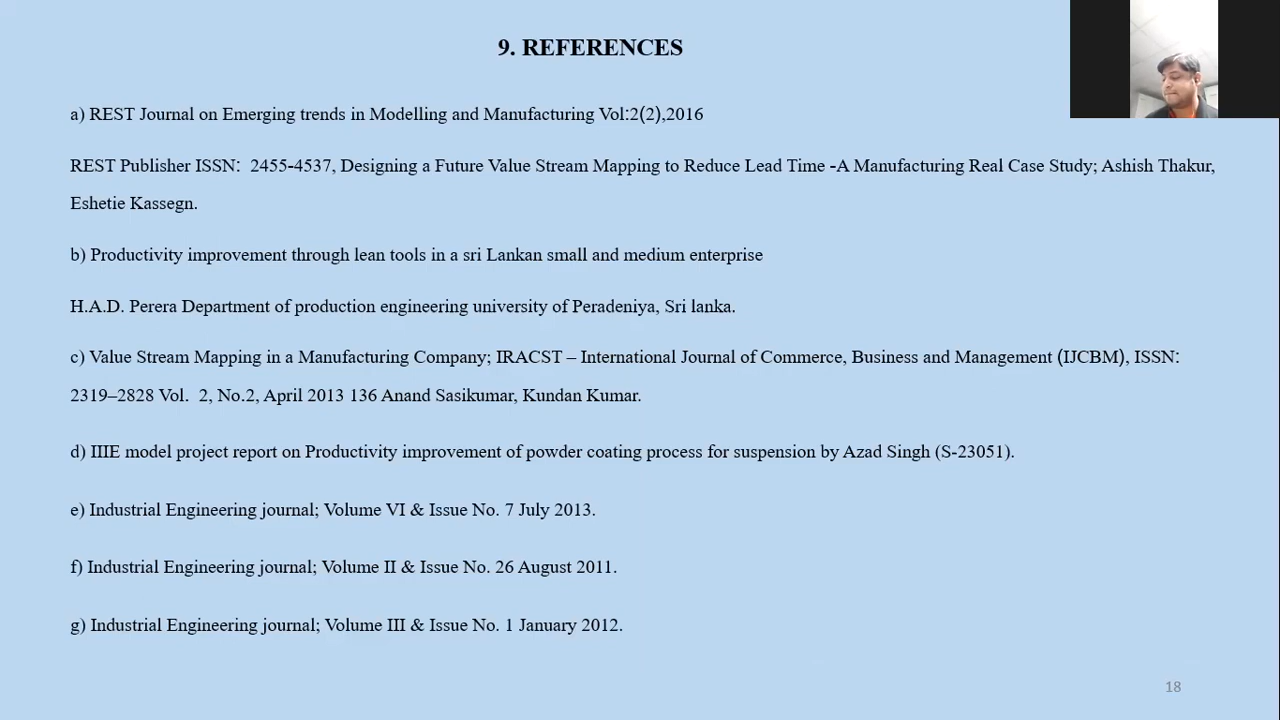 9. REFERENCES
a) REST Journal on Emerging trends in Modelling and Manufacturing Vol:2(2),2016
REST Publisher ISSN:  2455-4537, Designing a Future Value Stream Mapping to Reduce Lead Time -A Manufacturing Real Case Study; Ashish Thakur,
Eshetie Kassegn.
b) Productivity improvement through lean tools in a sri Lankan small and medium enterprise
H.A.D. Perera Department of production engineering university of Peradeniya, Sri lanka.
c) Value Stream Mapping in a Manufacturing Company; IRACST – International Journal of Commerce, Business and Management (IJCBM), ISSN:
2319–2828 Vol.  2, No.2, April 2013 136 Anand Sasikumar, Kundan Kumar.
d) IIIE model project report on Productivity improvement of powder coating process for suspension by Azad Singh (S-23051).
e) Industrial Engineering journal; Volume VI & Issue No. 7 July 2013.
f) Industrial Engineering journal; Volume II & Issue No. 26 August 2011.
g) Industrial Engineering journal; Volume III & Issue No. 1 January 2012.
18